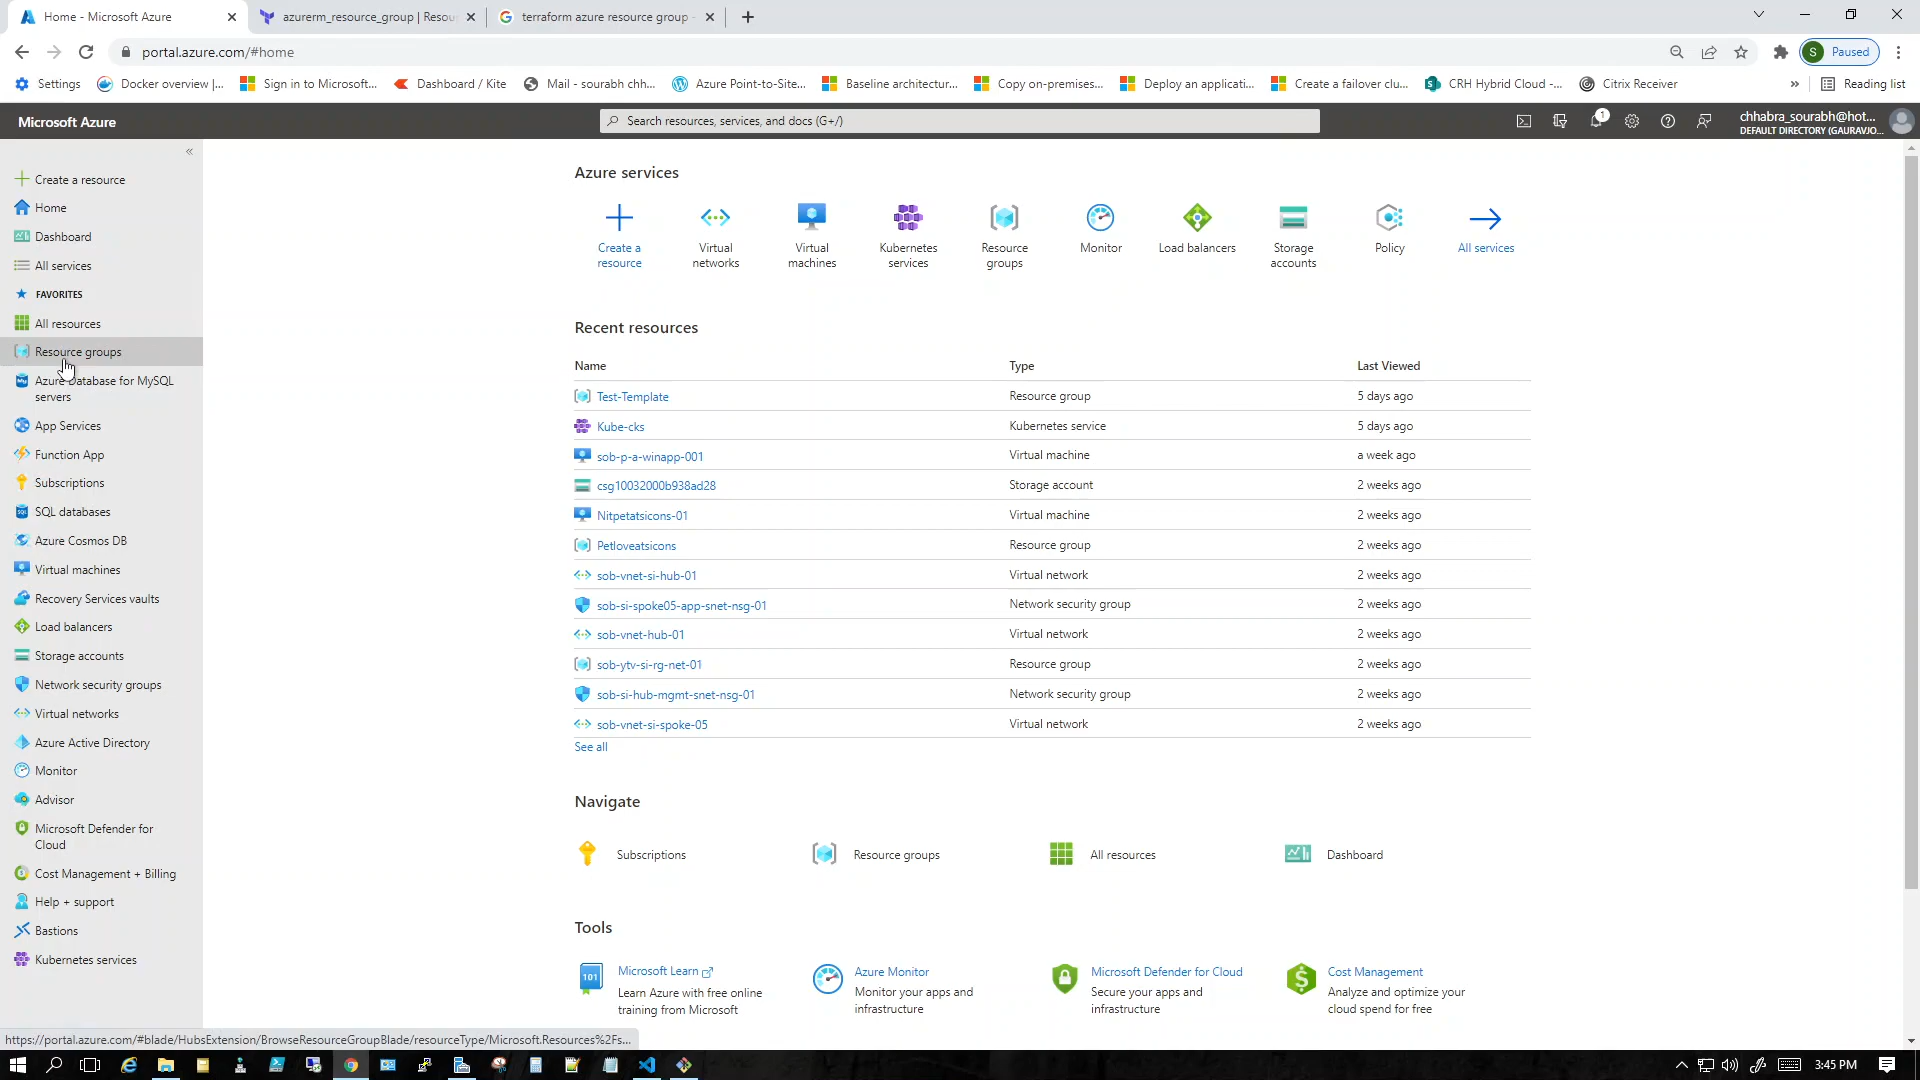 Home - Microsoft Azure
azurerm_resource_group | Resou
terraform azure resource group -
portal.azure.com/#home
S
Paused
Settings
Docker overview |...
Sign in to Microsoft...
Dashboard / Kite
Mail - sourabh chh...
Azure Point-to-Site...
Baseline architectur...
Copy on-premises...
Deploy an applicati...
Create a failover clu...
CRH Hybrid Cloud -...
Citrix Receiver
»
Reading list
Microsoft Azure
Search resources, services, and docs (G+/)
1
chhabra_sourabh@hot...
DEFAULT DIRECTORY (GAURAVJO...
«
Create a resource
Home
Dashboard
All services
FAVORITES
All resources
Resource groups
Azure Database for MySQL
servers
App Services
Function App
Subscriptions
SQL databases
Azure Cosmos DB
Virtual machines
Recovery Services vaults
Load balancers
Storage accounts
Network security groups
Virtual networks
Azure Active Directory
Monitor
Advisor
Microsoft Defender for
Cloud
Cost Management + Billing
Help + support
Bastions
Kubernetes services
Azure services
Create a
resource
Virtual
networks
Virtual
machines
Kubernetes
services
Resource
groups
Monitor
Load balancers
Storage
accounts
Policy
All services
Recent resources
Name Type Last Viewed
Test-Template Resource group 5 days ago
Kube-cks Kubernetes service 5 days ago
sob-p-a-winapp-001 Virtual machine a week ago
csg10032000b938ad28 Storage account 2 weeks ago
Nitpetatsicons-01 Virtual machine 2 weeks ago
Petloveatsicons Resource group 2 weeks ago
sob-vnet-si-hub-01 Virtual network 2 weeks ago
sob-si-spoke05-app-snet-nsg-01 Network security group 2 weeks ago
sob-vnet-hub-01 Virtual network 2 weeks ago
sob-ytv-si-rg-net-01 Resource group 2 weeks ago
sob-si-hub-mgmt-snet-nsg-01 Network security group 2 weeks ago
sob-vnet-si-spoke-05 Virtual network 2 weeks ago
See all
Navigate
Subscriptions
Resource groups
All resources
Dashboard
Tools
101
Microsoft Learn
Learn Azure with free online
training from Microsoft
Azure Monitor
Monitor your apps and
infrastructure
Microsoft Defender for Cloud
Secure your apps and
infrastructure
Cost Management
Analyze and optimize your
cloud spend for free
https://portal.azure.com/#blade/HubsExtension/BrowseResourceGroupBlade/resourceType/Microsoft.Resources%2Fs...
3:45 PM